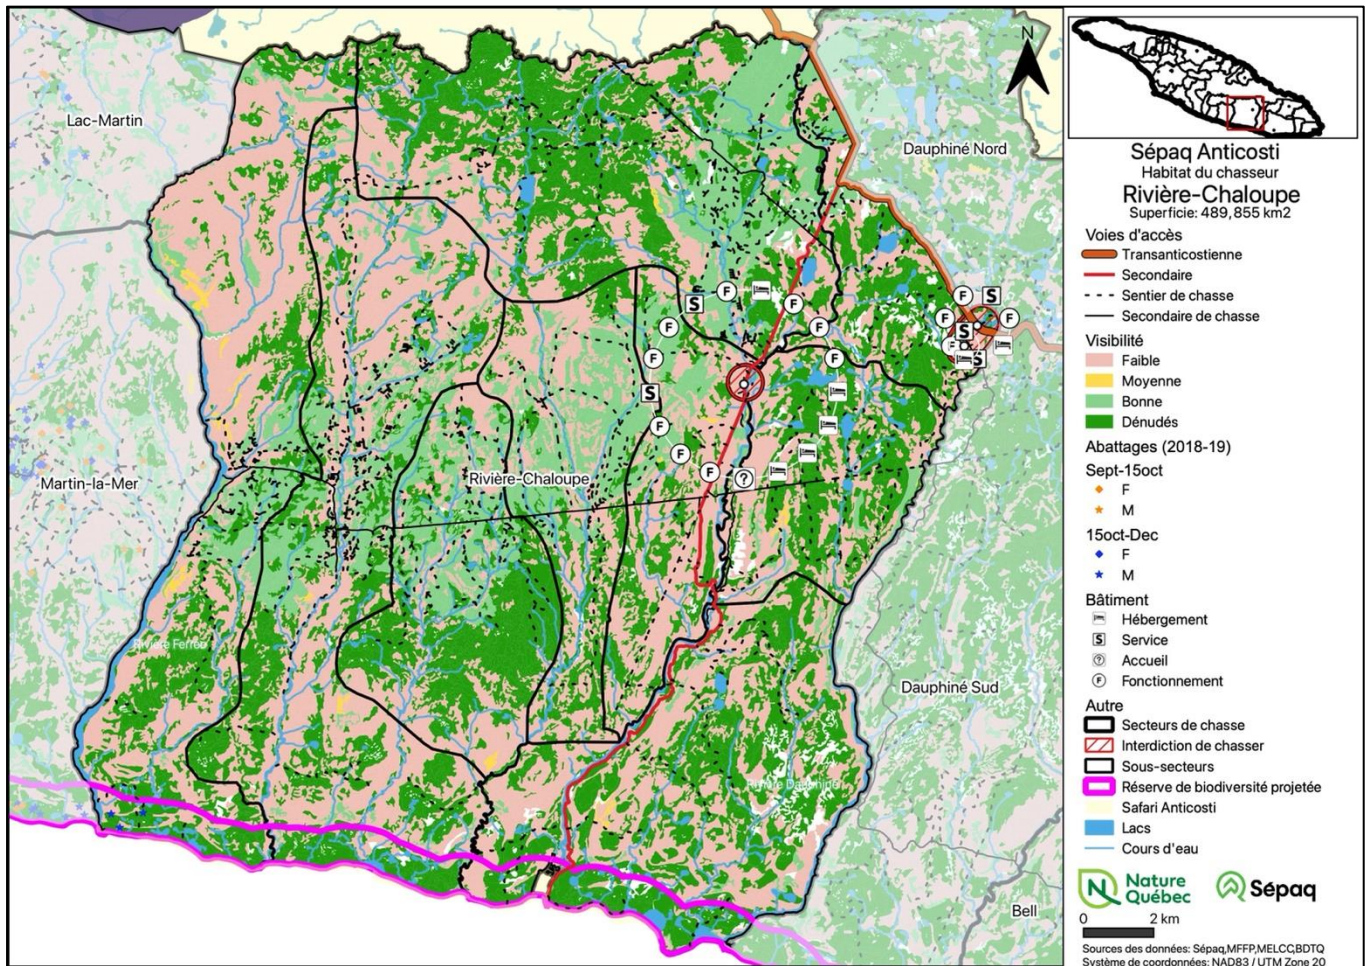 Lac-Martin
Dauphiné Nord
Martin-la-Mer
Rivière-Chaloupe
Rivière Ferrée
Dauphiné Sud
Rivière Dauphiné
Bell
N
S
F
F
F
F
F
F
S
F
F
F
F
?
F
S
F
F
S
F
S
Sépaq Anticosti
Habitat du chasseur
Rivière-Chaloupe
Superficie: 489,855 km2
Voies d'accès
Transanticostienne
Secondaire
Sentier de chasse
Secondaire de chasse
Visibilité
Faible
Moyenne
Bonne
Dénudés
Abattages (2018-19)
Sept-15oct
F
M
15oct-Dec
F
M
Bâtiment
Hébergement
S Service
? Accueil
F Fonctionnement
Autre
Secteurs de chasse
Interdiction de chasser
Sous-secteurs
Réserve de biodiversité projetée
Safari Anticosti
Lacs
Cours d'eau
N Nature
Québec
Sépaq
0 2 km
Sources des données: Sépaq,MFFP,MELCC,BDTQ
Système de coordonnées: NAD83 / UTM Zone 20